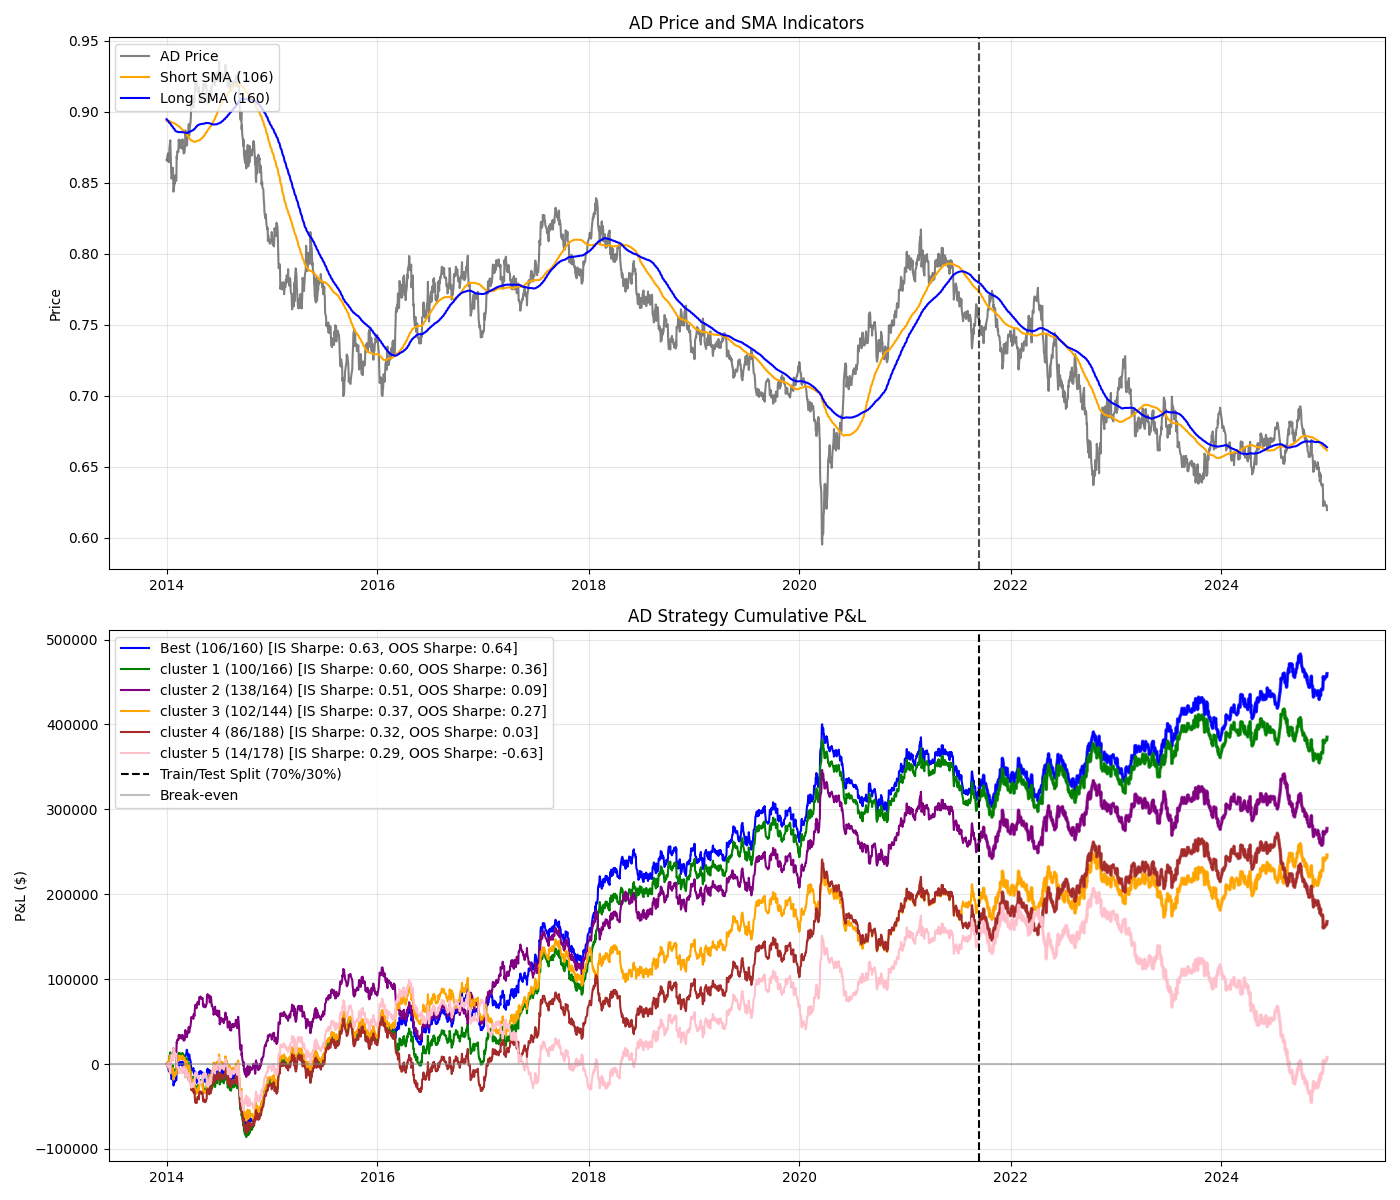 AD Price and SMA Indicators
AD Price
Short SMA (106)
Long SMA (160)
Price
0.95
0.90
0.85
0.80
0.75
0.70
0.65
0.60
2014
2016
2018
2020
2022
2024
AD Strategy Cumulative P&L
Best (106/160) [IS Sharpe: 0.63, OOS Sharpe: 0.64]
cluster 1 (100/166) [IS Sharpe: 0.60, OOS Sharpe: 0.36]
cluster 2 (138/164) [IS Sharpe: 0.51, OOS Sharpe: 0.09]
cluster 3 (102/144) [IS Sharpe: 0.37, OOS Sharpe: 0.27]
cluster 4 (86/188) [IS Sharpe: 0.32, OOS Sharpe: 0.03]
cluster 5 (14/178) [IS Sharpe: 0.29, OOS Sharpe: -0.63]
Train/Test Split (70%/30%)
Break-even
P&L ($)
500000
400000
300000
200000
100000
0
−100000
2014
2016
2018
2020
2022
2024